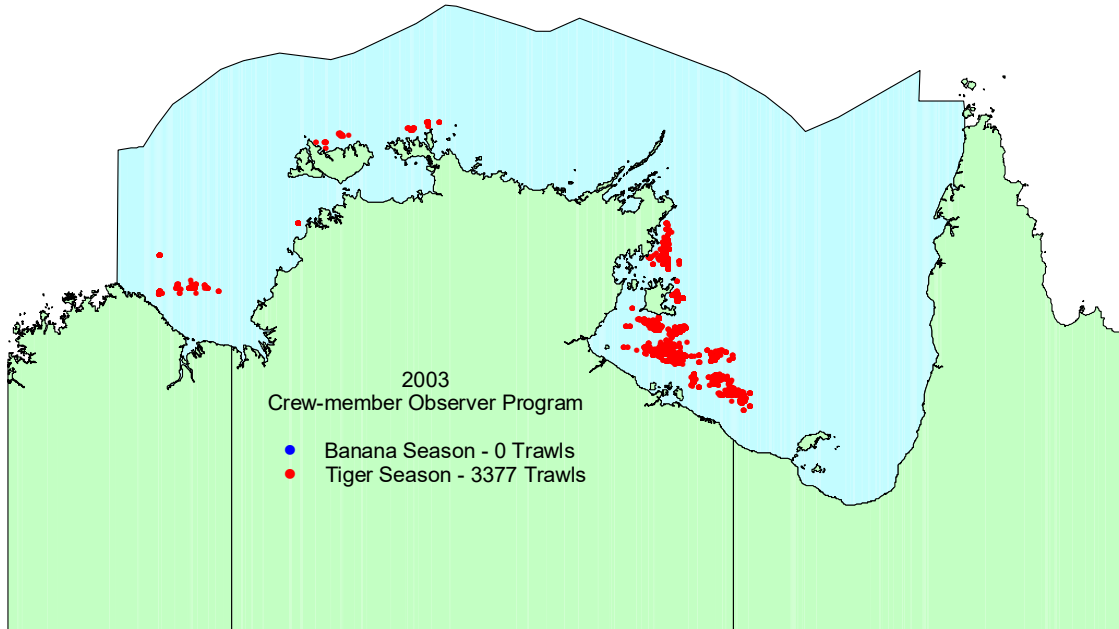 2003
Crew-member Observer Program
Banana Season - 0 Trawls
Tiger Season - 3377 Trawls